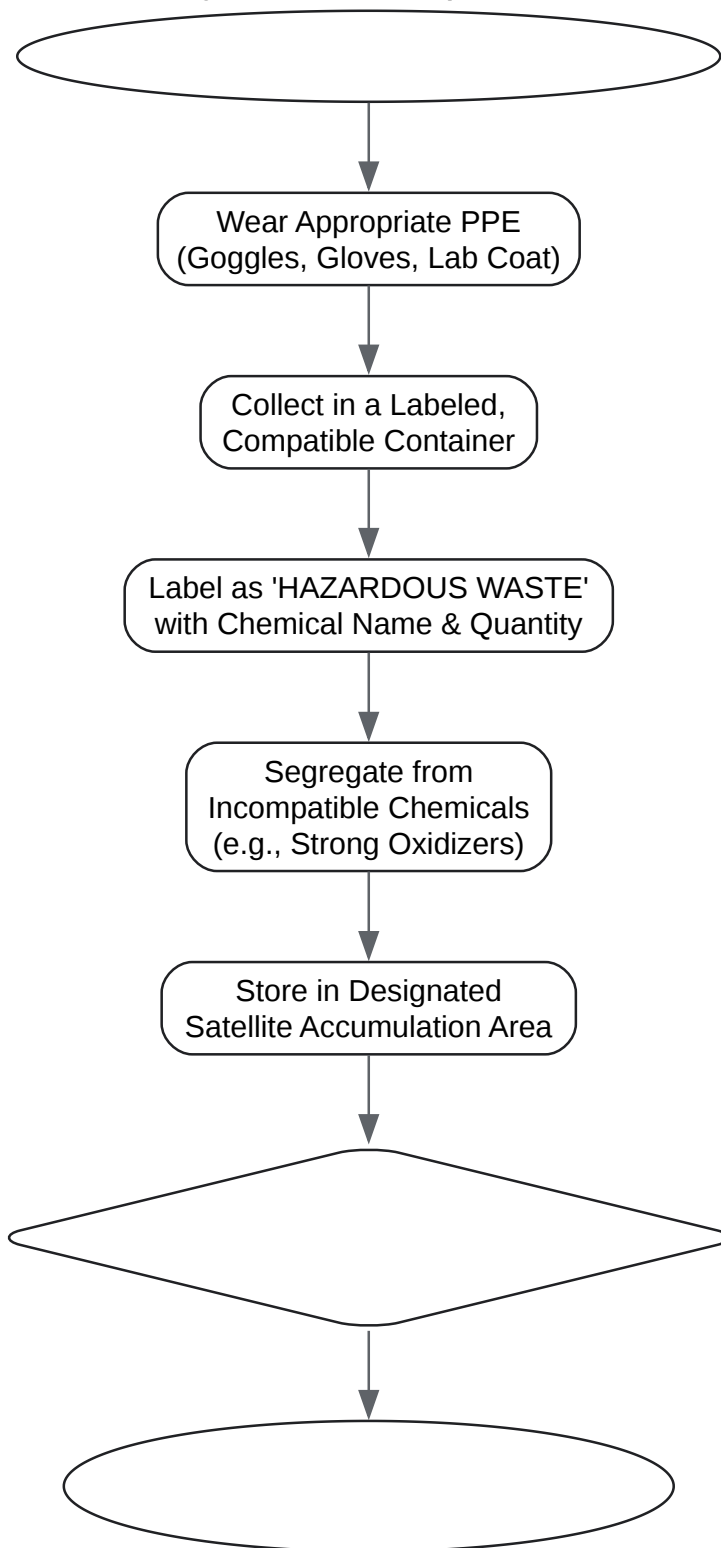 Wear Appropriate PPE
(Goggles, Gloves, Lab Coat)
Collect in a Labeled,
Compatible Container
Label as 'HAZARDOUS WASTE'
with Chemical Name & Quantity
Segregate from
Incompatible Chemicals
(e.g., Strong Oxidizers)
Store in Designated
Satellite Accumulation Area